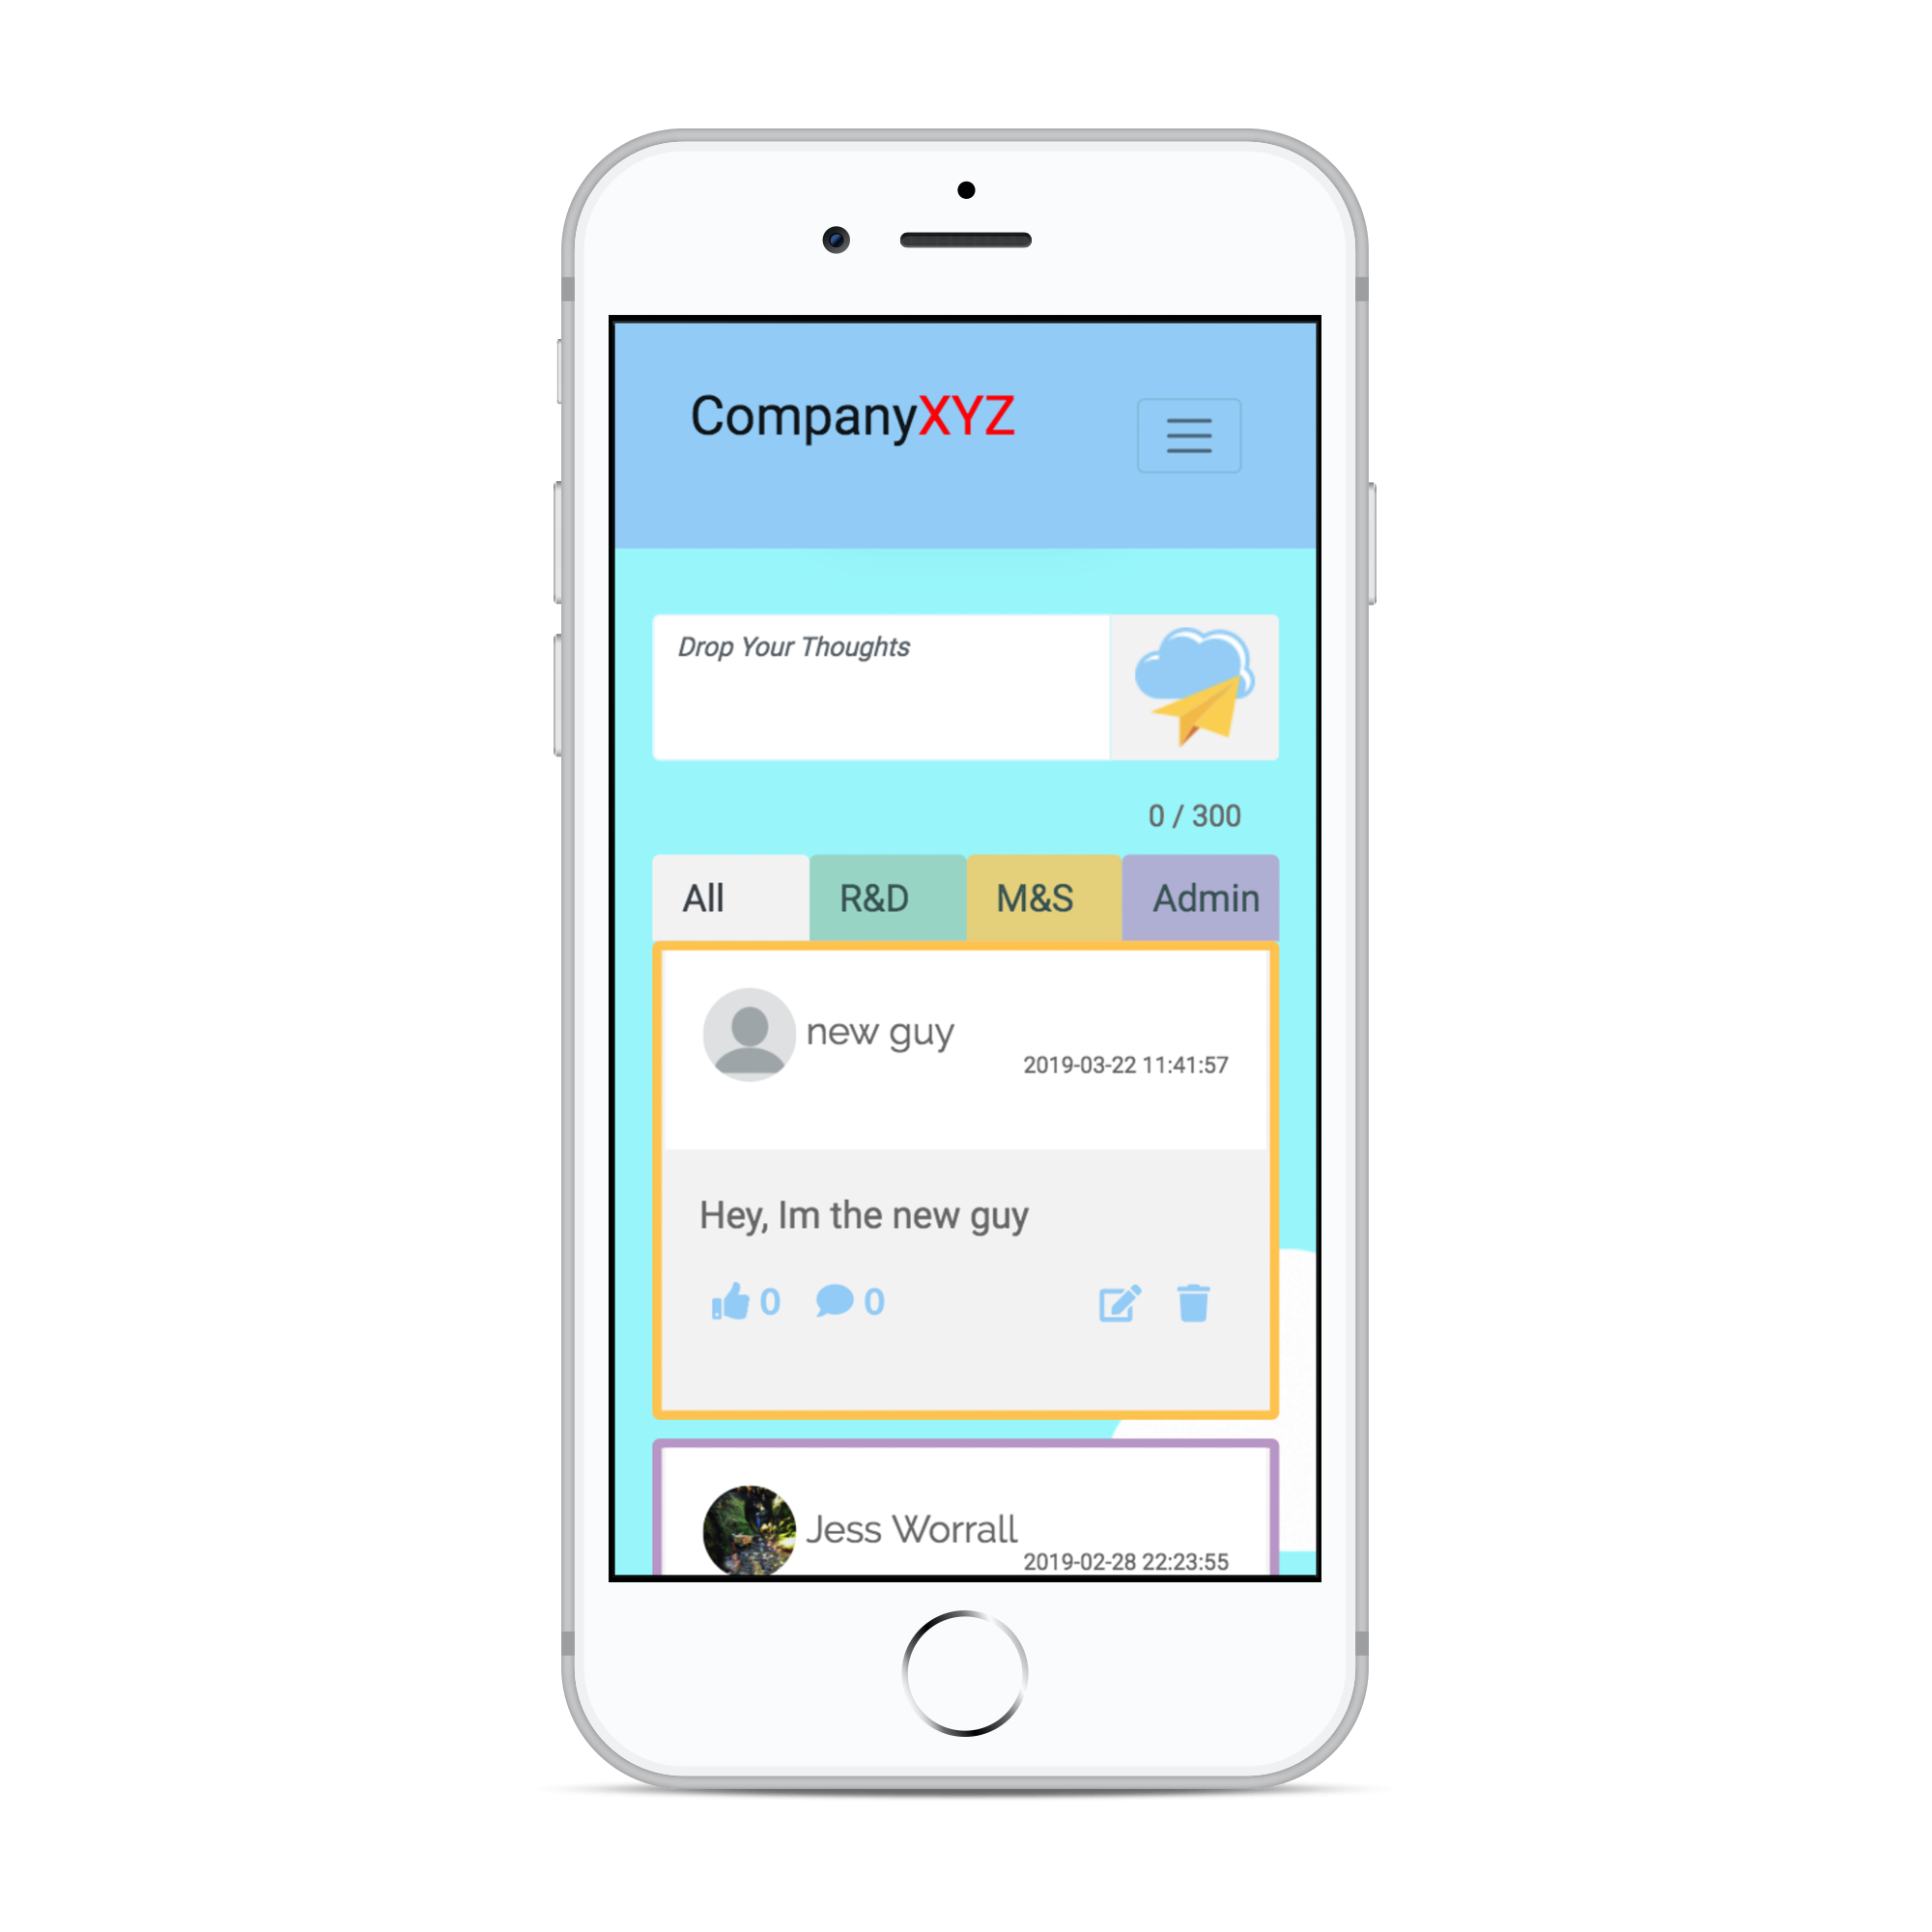 CompanyXYZ
Drop Your Thoughts
0 / 300
All R&D M&S Admin
new guy
2019-03-22 11:41:57
Hey, Im the new guy
0 0
Jess Worrall
2019-02-28 22:23:55